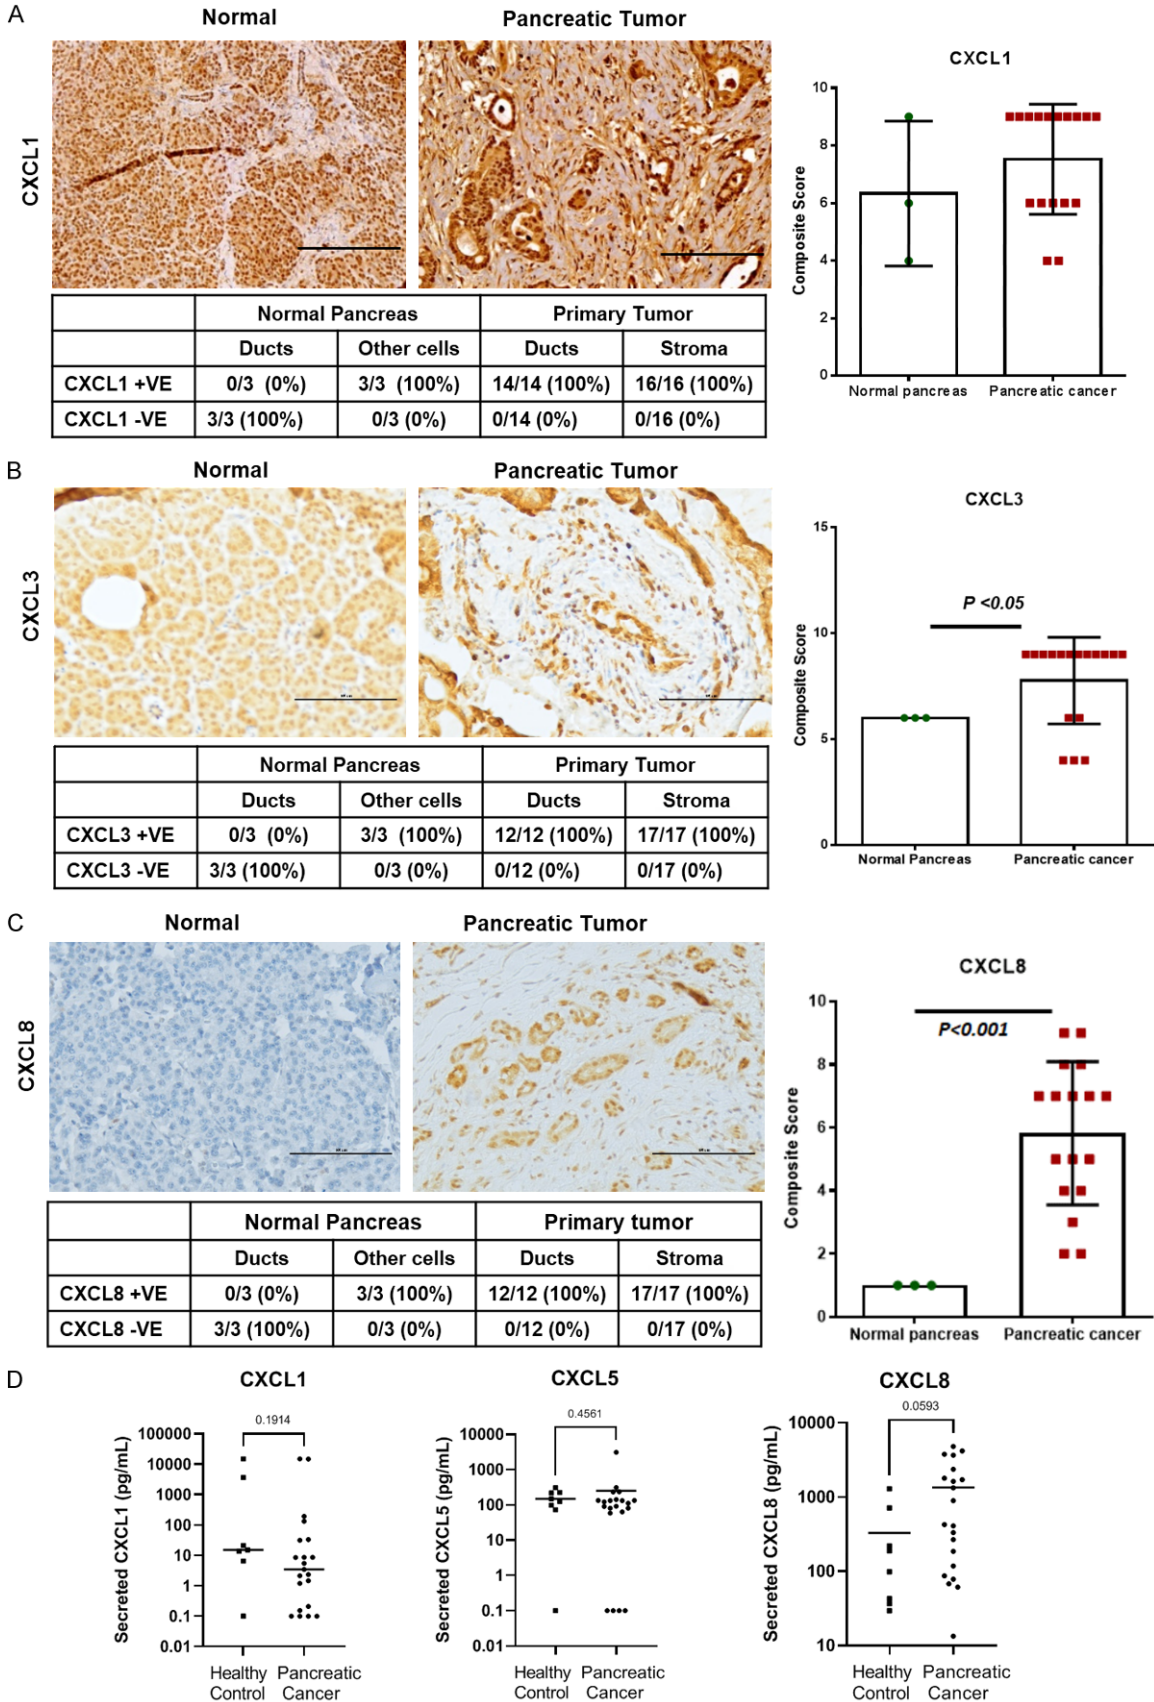 A
Normal
Pancreatic Tumor
CXCL1
Normal Pancreas Primary Tumor
Ducts Other cells Ducts Stroma
CXCL1 +VE 0/3 (0%) 3/3 (100%) 14/14 (100%) 16/16 (100%)
CXCL1 -VE 3/3 (100%) 0/3 (0%) 0/14 (0%) 0/16 (0%)
CXCL1
Composite Score
10
8
6
4
2
0
Normal pancreas Pancreatic cancer
B
Normal
Pancreatic Tumor
CXCL3
Normal Pancreas Primary Tumor
Ducts Other cells Ducts Stroma
CXCL3 +VE 0/3 (0%) 3/3 (100%) 12/12 (100%) 17/17 (100%)
CXCL3 -VE 3/3 (100%) 0/3 (0%) 0/12 (0%) 0/17 (0%)
CXCL3
Composite Score
15
10
5
0
P <0.05
Normal Pancreas Pancreatic cancer
C
Normal
Pancreatic Tumor
CXCL8
Normal Pancreas Primary tumor
Ducts Other cells Ducts Stroma
CXCL8 +VE 0/3 (0%) 3/3 (100%) 12/12 (100%) 17/17 (100%)
CXCL8 -VE 3/3 (100%) 0/3 (0%) 0/12 (0%) 0/17 (0%)
CXCL8
Composite Score
10
8
6
4
2
0
P<0.001
Normal pancreas Pancreatic cancer
D
CXCL1
Secreted CXCL1 (pg/mL)
0.1914
100000
10000
1000
100
10
1
0.1
0.01
Healthy Control
Pancreatic Cancer
CXCL5
Secreted CXCL5 (pg/mL)
0.4561
10000
1000
100
10
1
0.1
0.01
Healthy Control
Pancreatic Cancer
CXCL8
Secreted CXCL8 (pg/mL)
0.0593
10000
1000
100
10
Healthy Control
Pancreatic Cancer